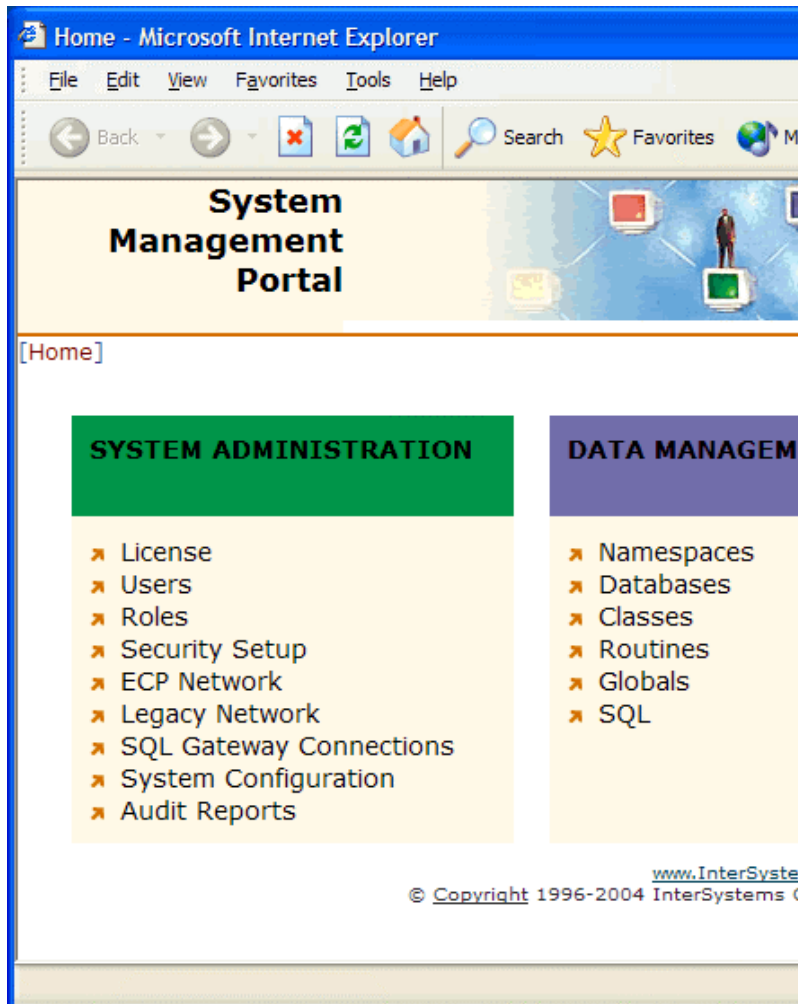 Home - Microsoft Internet Explorer
File Edit View Favorites Tools Help
Back Search Favorites M
System
Management
Portal
[Home]
SYSTEM ADMINISTRATION
License
Users
Roles
Security Setup
ECP Network
Legacy Network
SQL Gateway Connections
System Configuration
Audit Reports
DATA MANAGEM
Namespaces
Databases
Classes
Routines
Globals
SQL
www.InterSyste
© Copyright 1996-2004 InterSystems